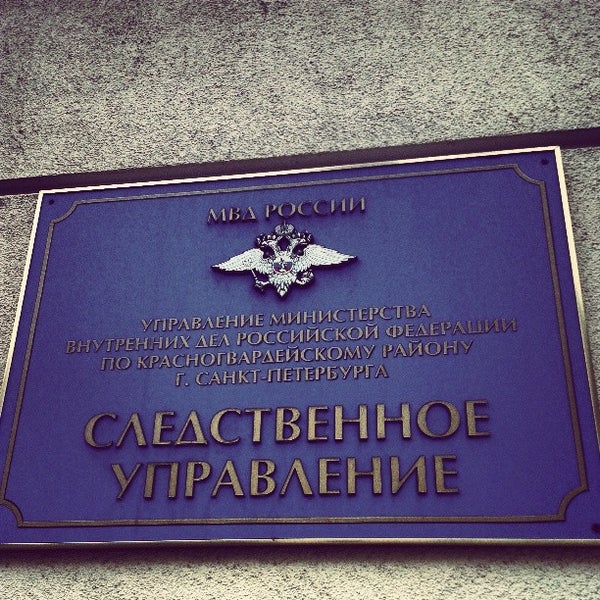 МВД РОССИИ
УПРАВЛЕНИЕ МИНИСТЕРСТВА
ВНУТРЕННИХ ДЕЛ РОССИЙСКОЙ ФЕДЕРАЦИИ
ПО КРАСНОГВАРДЕЙСКОМУ РАЙОНУ
Г. САНКТ-ПЕТЕРБУРГА
СЛЕДСТВЕННОЕ
УПРАВЛЕНИЕ